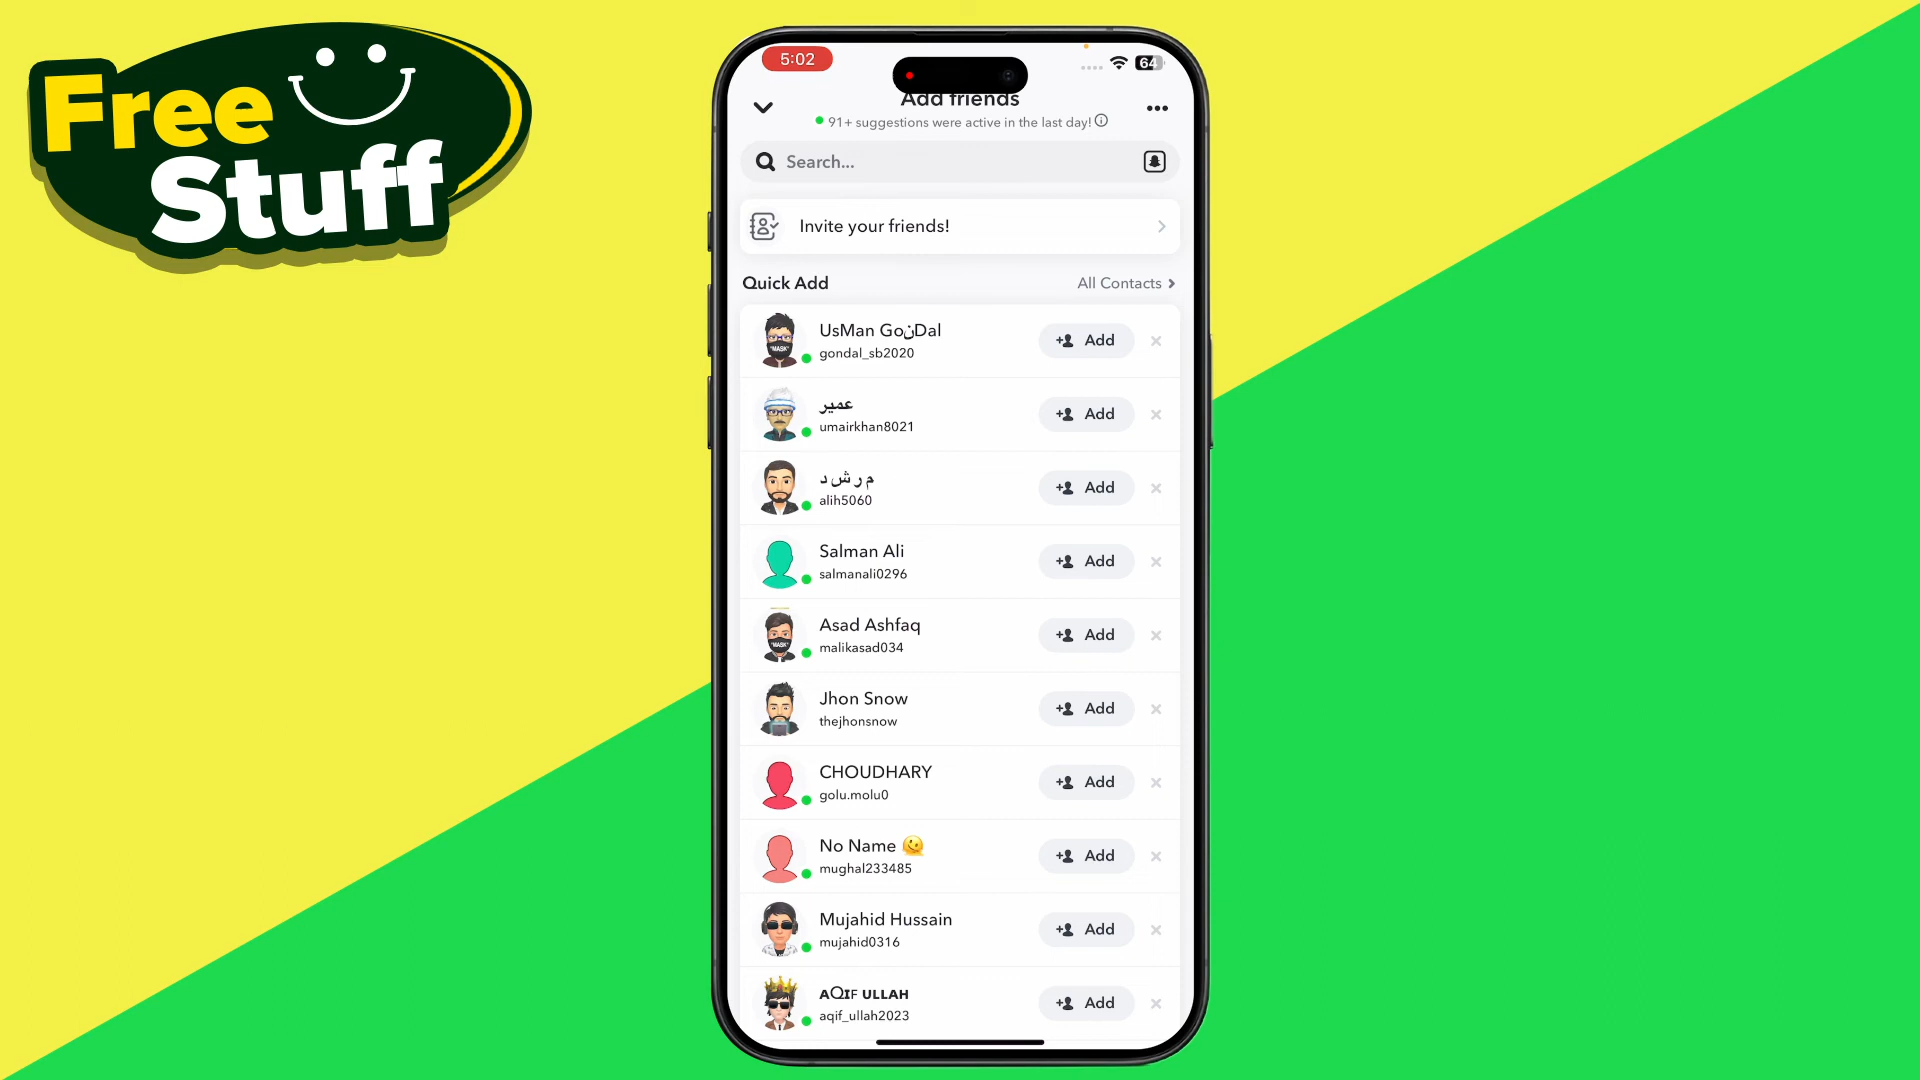 Free
Stuff
5:02
64
Add friends
91+ suggestions were active in the last day!
Search...
Invite your friends!
Quick Add
All Contacts
UsMan GoنDal
gondal_sb2020
Add
عمیر
umairkhan8021
Add
م ر ش د
alih5060
Add
Salman Ali
salmanali0296
Add
Asad Ashfaq
malikasad034
Add
Jhon Snow
thejhonsnow
Add
CHOUDHARY
golu.molu0
Add
No Name 🫠
mughal233485
Add
Mujahid Hussain
mujahid0316
Add
ᴀQɪꜰ ᴜʟʟᴀʜ
aqif_ullah2023
Add